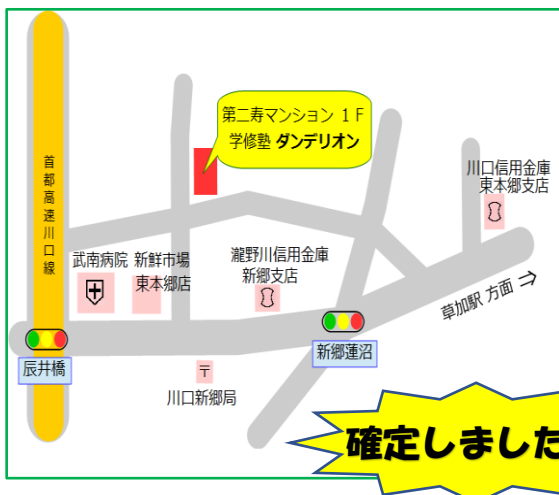 第二寿マンション 1F
学修塾 ダンデリオン
首都高速川口線
川口信用金庫
東本郷支店
武南病院
新鮮市場
東本郷店
瀧野川信用金庫
新郷支店
草加駅 方面 →
辰井橋
新郷蓮沼
〒
川口新郷局
確定しました